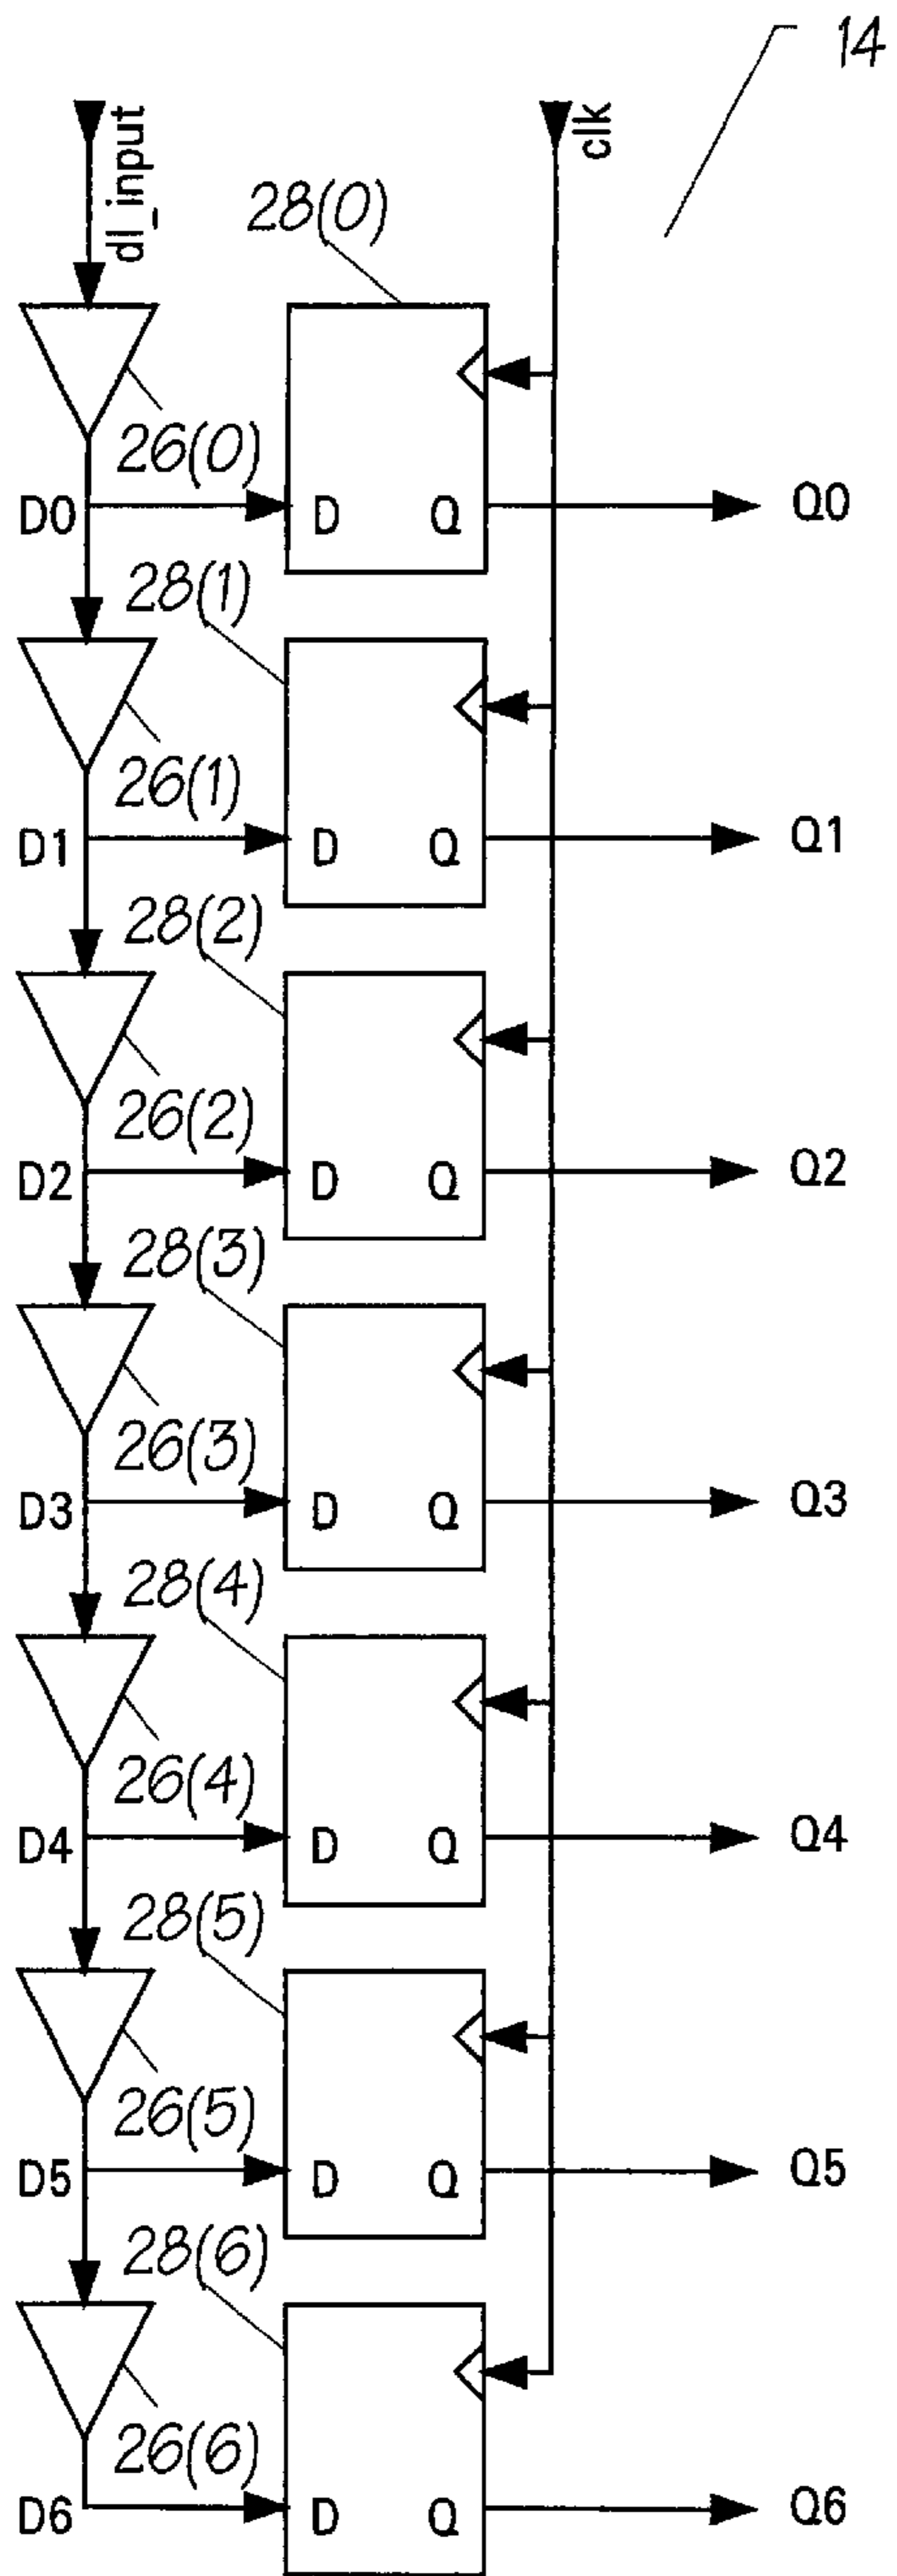 14
dl_input
clk
28(0)
26(0)
D0
D Q
Q0
28(1)
26(1)
D1
D Q
Q1
28(2)
26(2)
D2
D Q
Q2
28(3)
26(3)
D3
D Q
Q3
28(4)
26(4)
D4
D Q
Q4
28(5)
26(5)
D5
D Q
Q5
28(6)
26(6)
D6
D Q
Q6